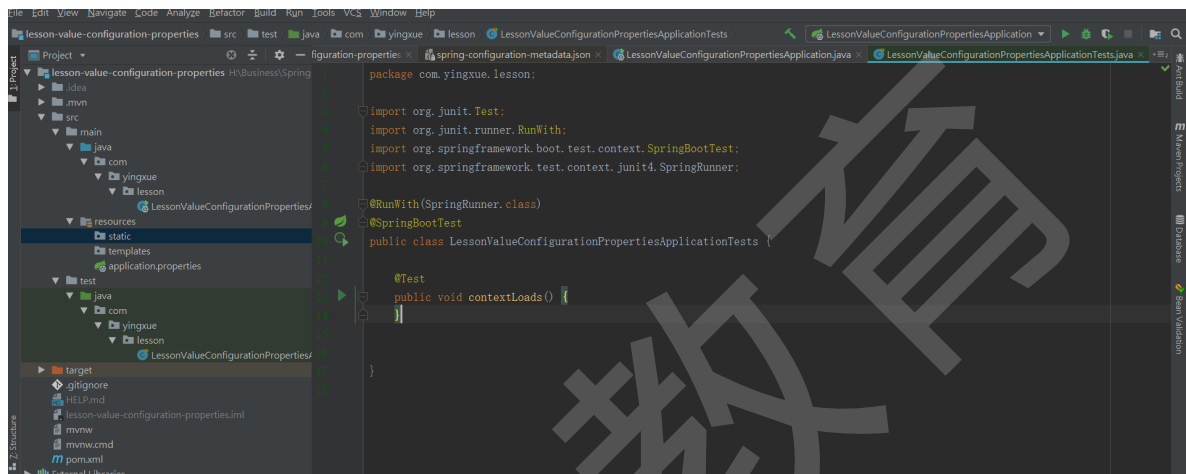 File Edit View Navigate Code Analyze Refactor Build Run Tools VCS Window Help
lesson-value-configuration-properties src test java com yingxue lesson LessonValueConfigurationPropertiesApplicationTests LessonValueConfigurationPropertiesApplication
Project figuration-properties spring-configuration-metadata.json LessonValueConfigurationPropertiesApplication.java LessonValueConfigurationPropertiesApplicationTests.java
1: Project
lesson-value-configuration-properties H:\Business\Spring
.idea
.mvn
src
main
java
com
yingxue
lesson
LessonValueConfigurationPropertiesA
resources
static
templates
application.properties
test
java
com
yingxue
lesson
LessonValueConfigurationPropertiesA
target
.gitignore
HELP.md
lesson-value-configuration-properties.iml
mvnw
mvnw.cmd
pom.xml
External Libraries
Z: Structure
package com.yingxue.lesson;
import org.junit.Test;
import org.junit.runner.RunWith;
import org.springframework.boot.test.context.SpringBootTest;
import org.springframework.test.context.junit4.SpringRunner;
@RunWith(SpringRunner.class)
@SpringBootTest
public class LessonValueConfigurationPropertiesApplicationTests {
@Test
public void contextLoads() {
}
}
Ant Build
Maven Projects
Database
Bean Validation
教育